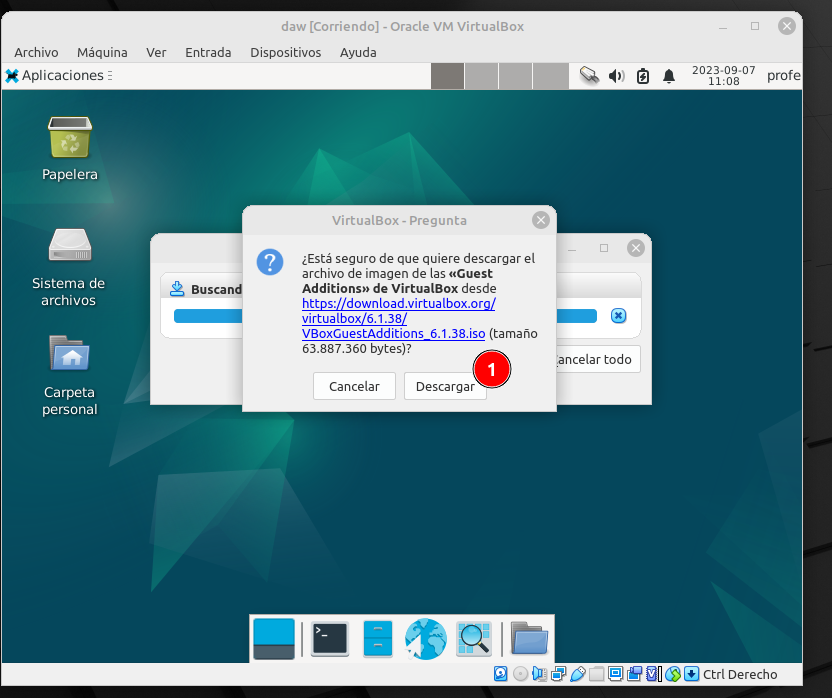 daw [Corriendo] - Oracle VM VirtualBox
Archivo Máquina Ver Entrada Dispositivos Ayuda
Aplicaciones
2023-09-07
11:08
profe
Papelera
Sistema de
archivos
Carpeta
personal
Buscand
ancelar todo
VirtualBox - Pregunta
¿Está seguro de que quiere descargar el
archivo de imagen de las «Guest
Additions» de VirtualBox desde
https://download.virtualbox.org/
virtualbox/6.1.38/
VBoxGuestAdditions_6.1.38.iso (tamaño
63.887.360 bytes)?
Cancelar
Descargar
1
Ctrl Derecho